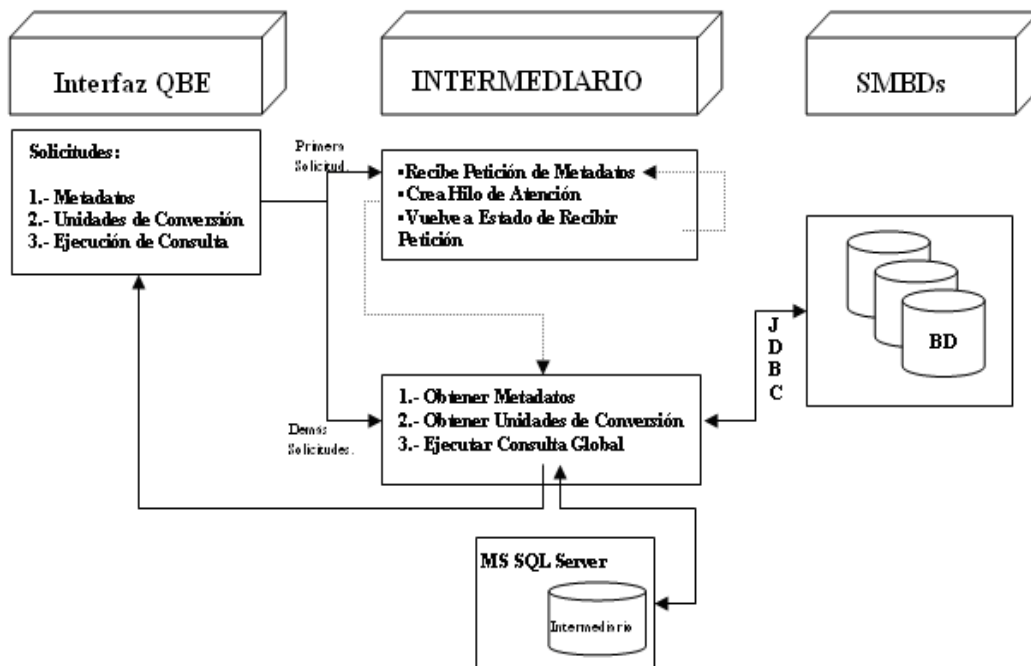 Interfaz QBE
INTERMEDIARIO
SMBDs
Solicitudes:
1.- Metadatos
2.- Unidades de Conversión
3.- Ejecución de Consulta
Primera
Solicitud.
•Recibe Petición de Metadatos
•Crea Hilo de Atención
•Vuelve a Estado de Recibir
Petición
J
D
B
C
BD
Demás
Solicitudes.
1.- Obtener Metadatos
2.- Obtener Unidades de Conversión
3.- Ejecutar Consulta Global
MS SQL Server
Intermediario